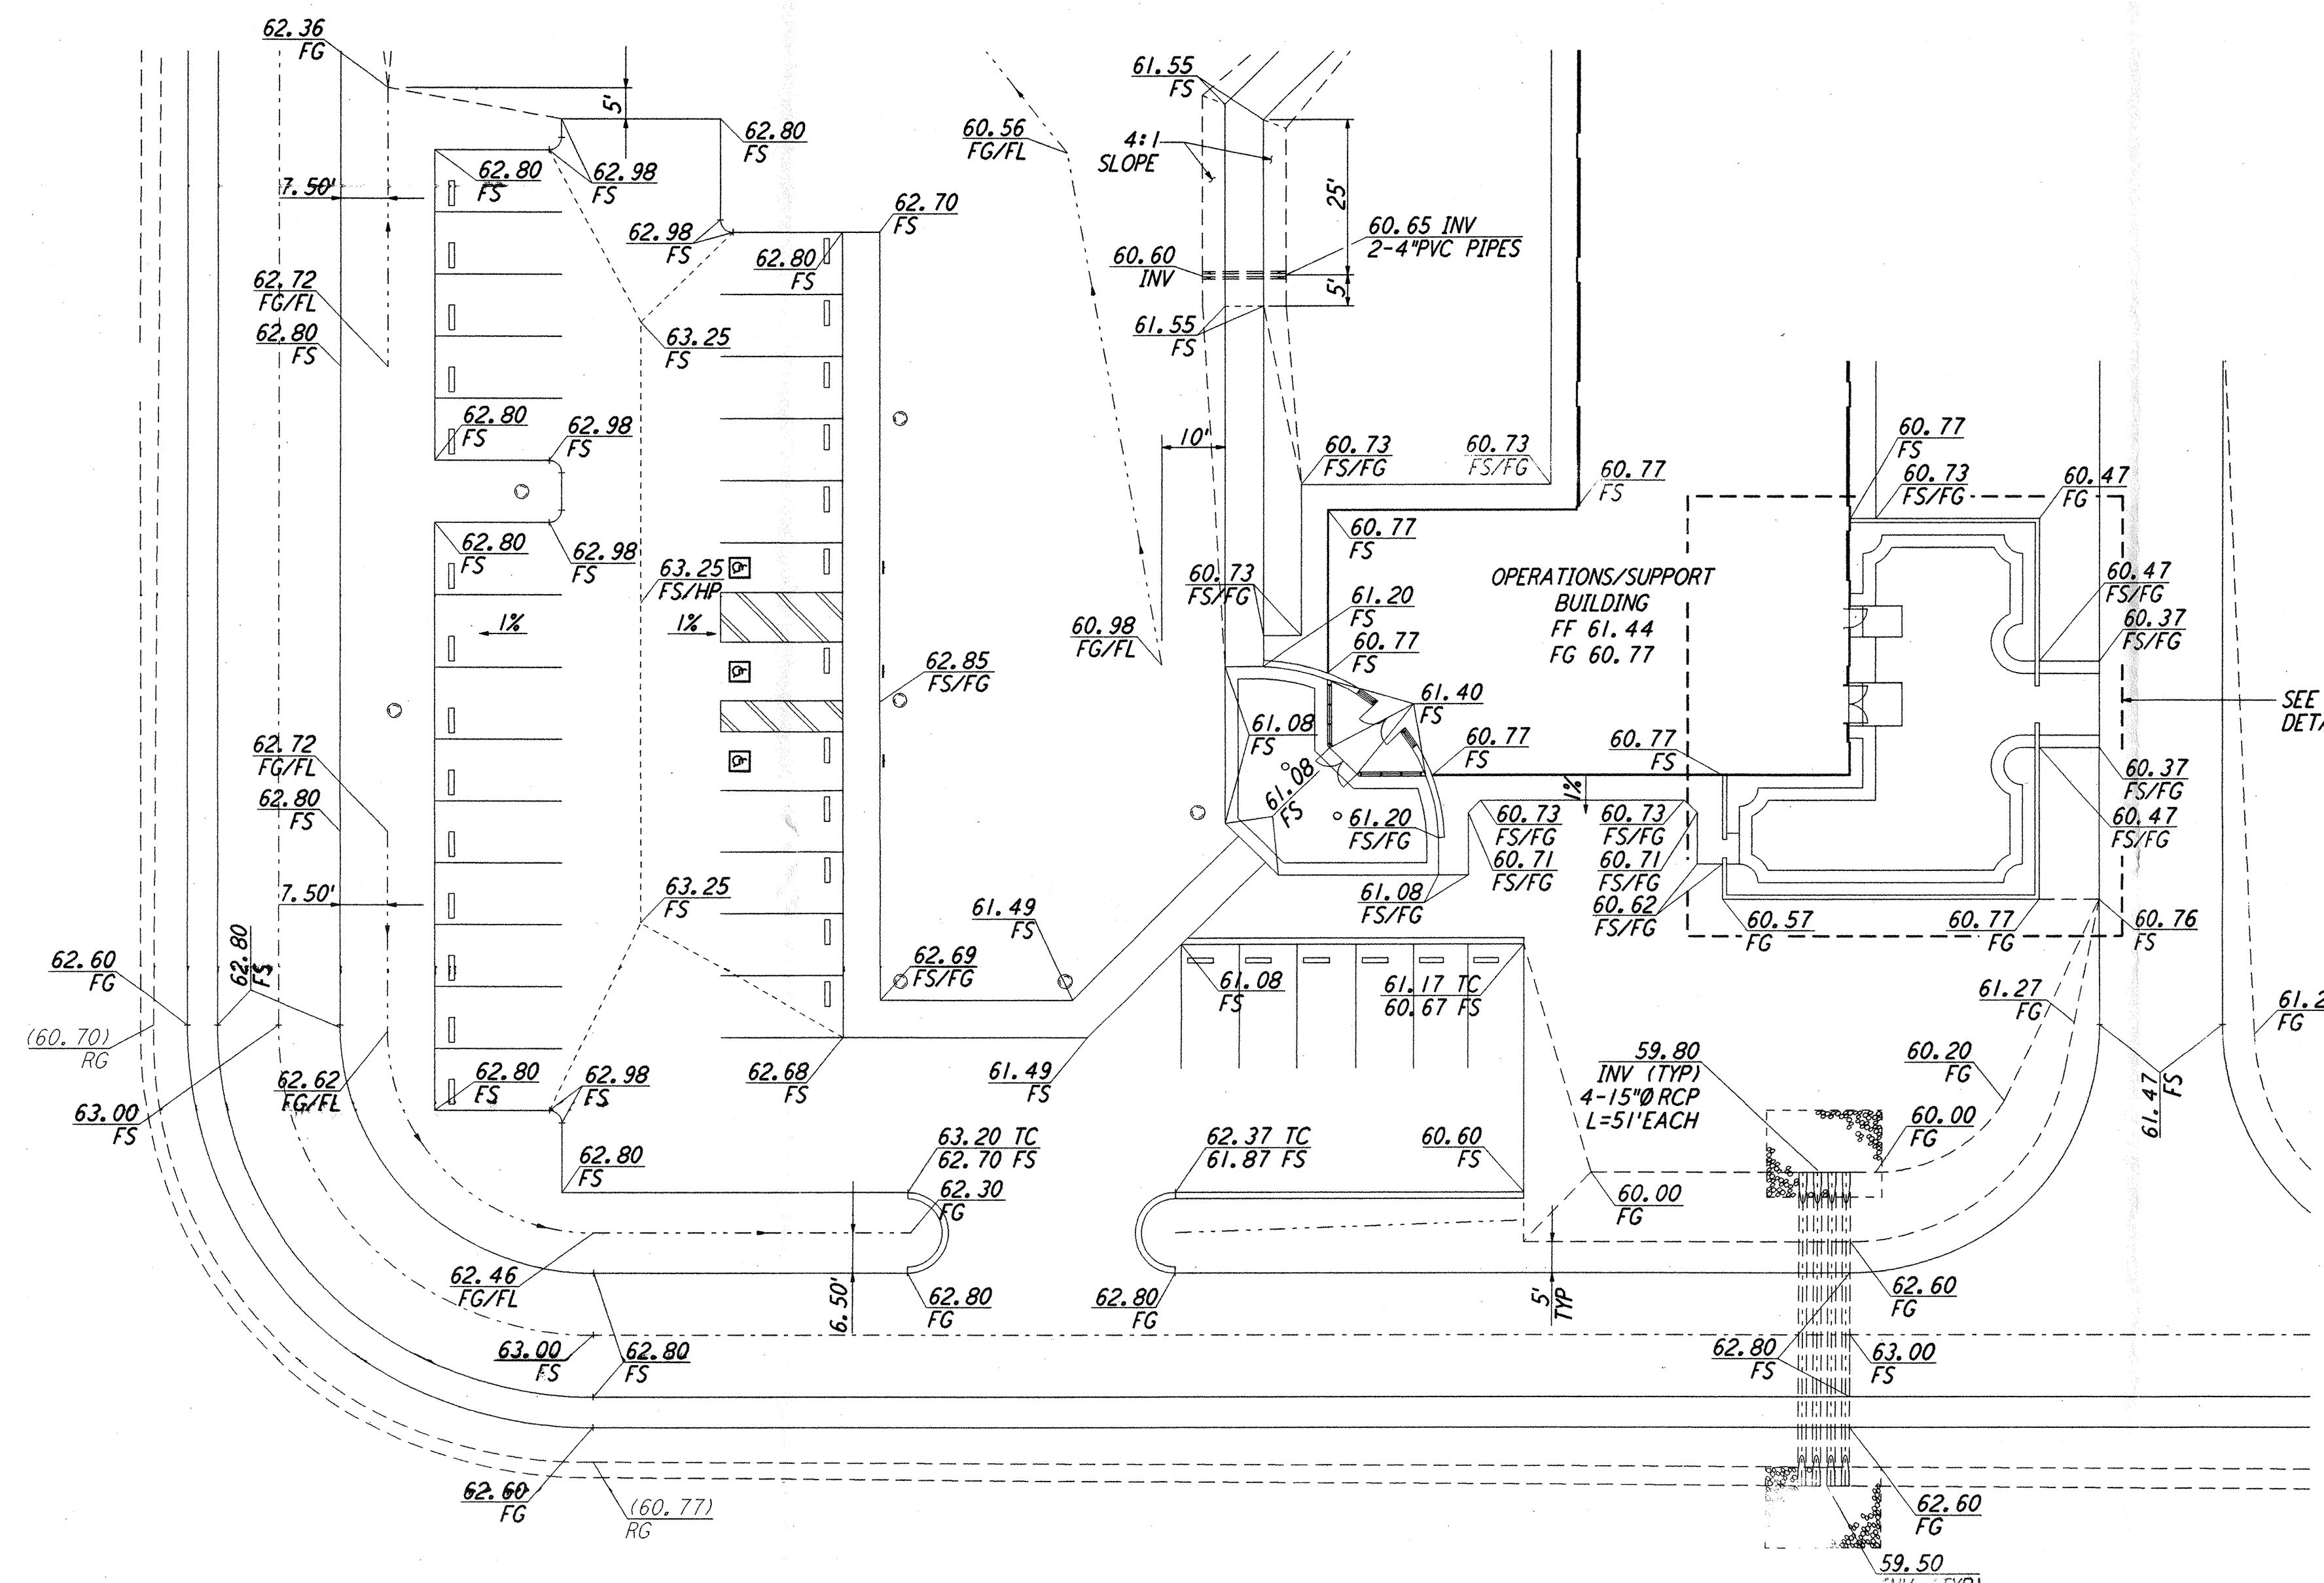 62.36
FG
5'
62.80
FS
62.80
FS
62.98
FS
7.50'
62.98
FS
62.70
FS
62.80
FS
62.72
FG/FL
62.80
FS
63.25
FS
60.56
FG/FL
61.55
FS
4:1
SLOPE
25'
60.65 INV
2-4"PVC PIPES
60.60
INV
5'
61.55
FS
62.80
FS
62.98
FS
10'
60.73
FS/FG
60.73
FS/FG
60.77
FS
60.77
FS
60.73
FS/FG
60.47
FG
62.80
FS
62.98
FS
63.25
FS/HP
1%
1%
60.77
FS
60.73
FS/FG
61.20
FS
60.77
FS
OPERATIONS/SUPPORT
BUILDING
FF 61.44
FG 60.77
60.47
FS/FG
60.37
FS/FG
60.98
FG/FL
62.85
FS/FG
61.40
FS
61.08
FS
61.08
FS
60.77
FS
60.77
FS
SEE
1%
62.72
FG/FL
62.80
FS
61.20
FS/FG
60.73
FS/FG
60.71
FS/FG
60.73
FS/FG
60.71
FS/FG
60.62
FS/FG
60.37
FS/FG
60.47
FS/FG
61.08
FS/FG
7.50'
63.25
FS
61.49
FS
60.57
FG
60.77
FG
60.76
FS
62.60
FG
62.80
FS
62.69
FS/FG
61.08
FS
61.17 TC
60.67 FS
61.27
FG
FG
(60.70)
RG
63.00
FS
62.62
FG/FL
62.80
FS
62.98
FS
62.68
FS
61.49
FS
59.80
INV (TYP)
4-15"Ø RCP
L=51'EACH
60.20
FG
60.00
FG
61.47
FS
62.80
FS
63.20 TC
62.70 FS
62.30
FG
62.37 TC
61.87 FS
60.60
FS
60.00
FG
62.46
FG/FL
6.50'
62.80
FG
62.80
FG
5'
TYP
62.60
FG
63.00
FS
62.80
FS
62.80
FS
63.00
FS
62.60
FG
(60.77)
RG
62.60
FG
59.50